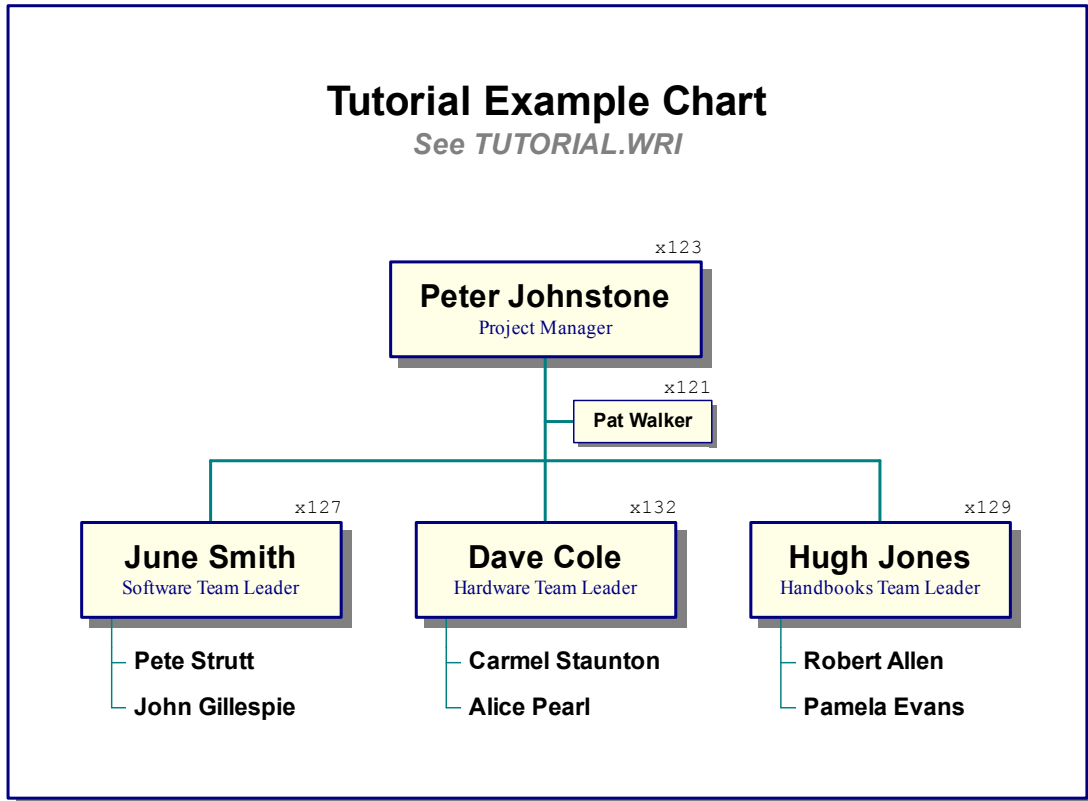 Tutorial Example Chart
See TUTORIAL.WRI
x123
Peter Johnstone
Project Manager
x121
Pat Walker
x127
June Smith
Software Team Leader
Pete Strutt
John Gillespie
x132
Dave Cole
Hardware Team Leader
Carmel Staunton
Alice Pearl
x129
Hugh Jones
Handbooks Team Leader
Robert Allen
Pamela Evans